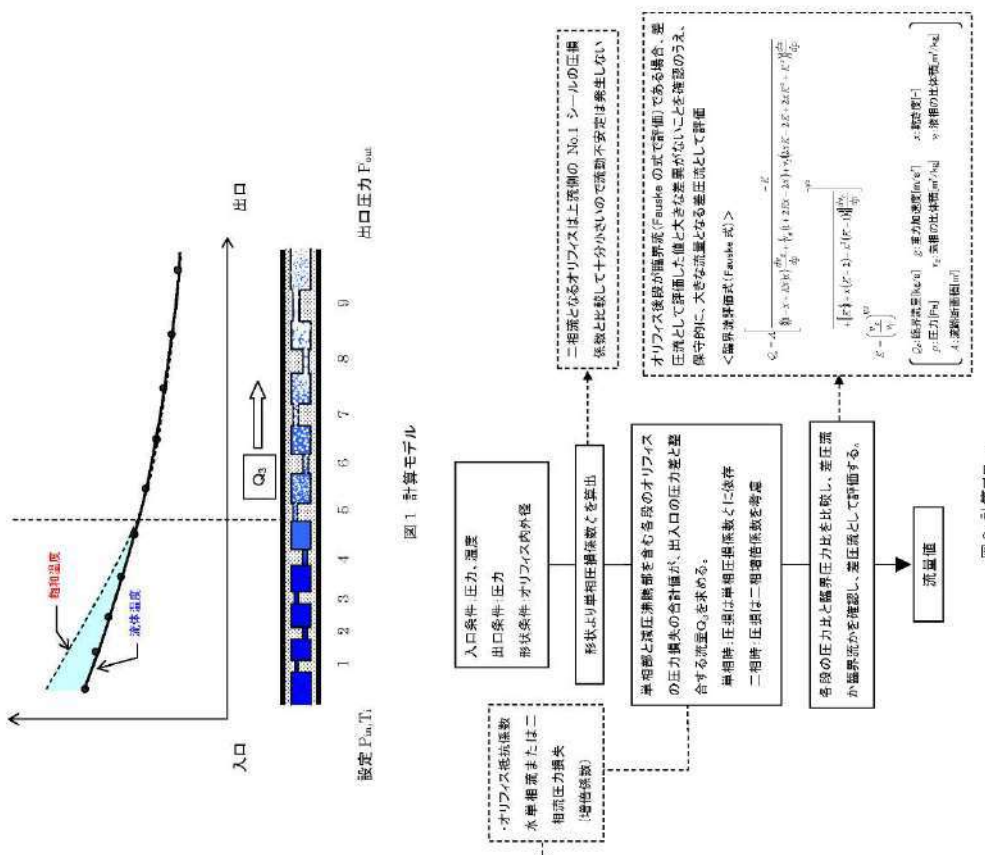 飽和温度
流体温度
入口
出口
Q₃
1 2 3 4 5 6 7 8 9
設定 P_in, T_i
出口圧力 P_out
図1 計算モデル
入口条件:圧力、温度
出口条件:圧力
形状条件:オリフィス内外径
形状より単相圧損係数ζを算出
二相流となるオリフィスは上流側の No.1 シールの圧損
係数と比較して十分小さいので流動不安定は発生しない
・オリフィス抵抗係数
水単相流または二
相流圧力損失
(増倍係数)
単相部と減圧沸騰部を含む各段のオリフィス
の圧力損失の合計値が、出入口の圧力差と整
合する流量Q₃を求める。
単相時:圧損は単相圧損係数ζに依存
二相時:圧損は二相増倍係数を考慮
オリフィス後段が臨界流(Fauske の式で評価)である場合、差
圧流として評価した値と大きな差異がないことを確認のうえ、
保守的に、大きな流量となる差圧流として評価
<臨界流評価式(Fauske 式)>
:臨界流量[kg/s] g:重力加速度[m/s²] x:乾き度[-]
p:圧力[Pa] :気相の比体積[m³/kg] :液相の比体積[m³/kg]
A:流路断面積[m²]
各段の圧力比と臨界圧力比を比較し、差圧流
か臨界流かを確認し、差圧流として評価する。
流量値